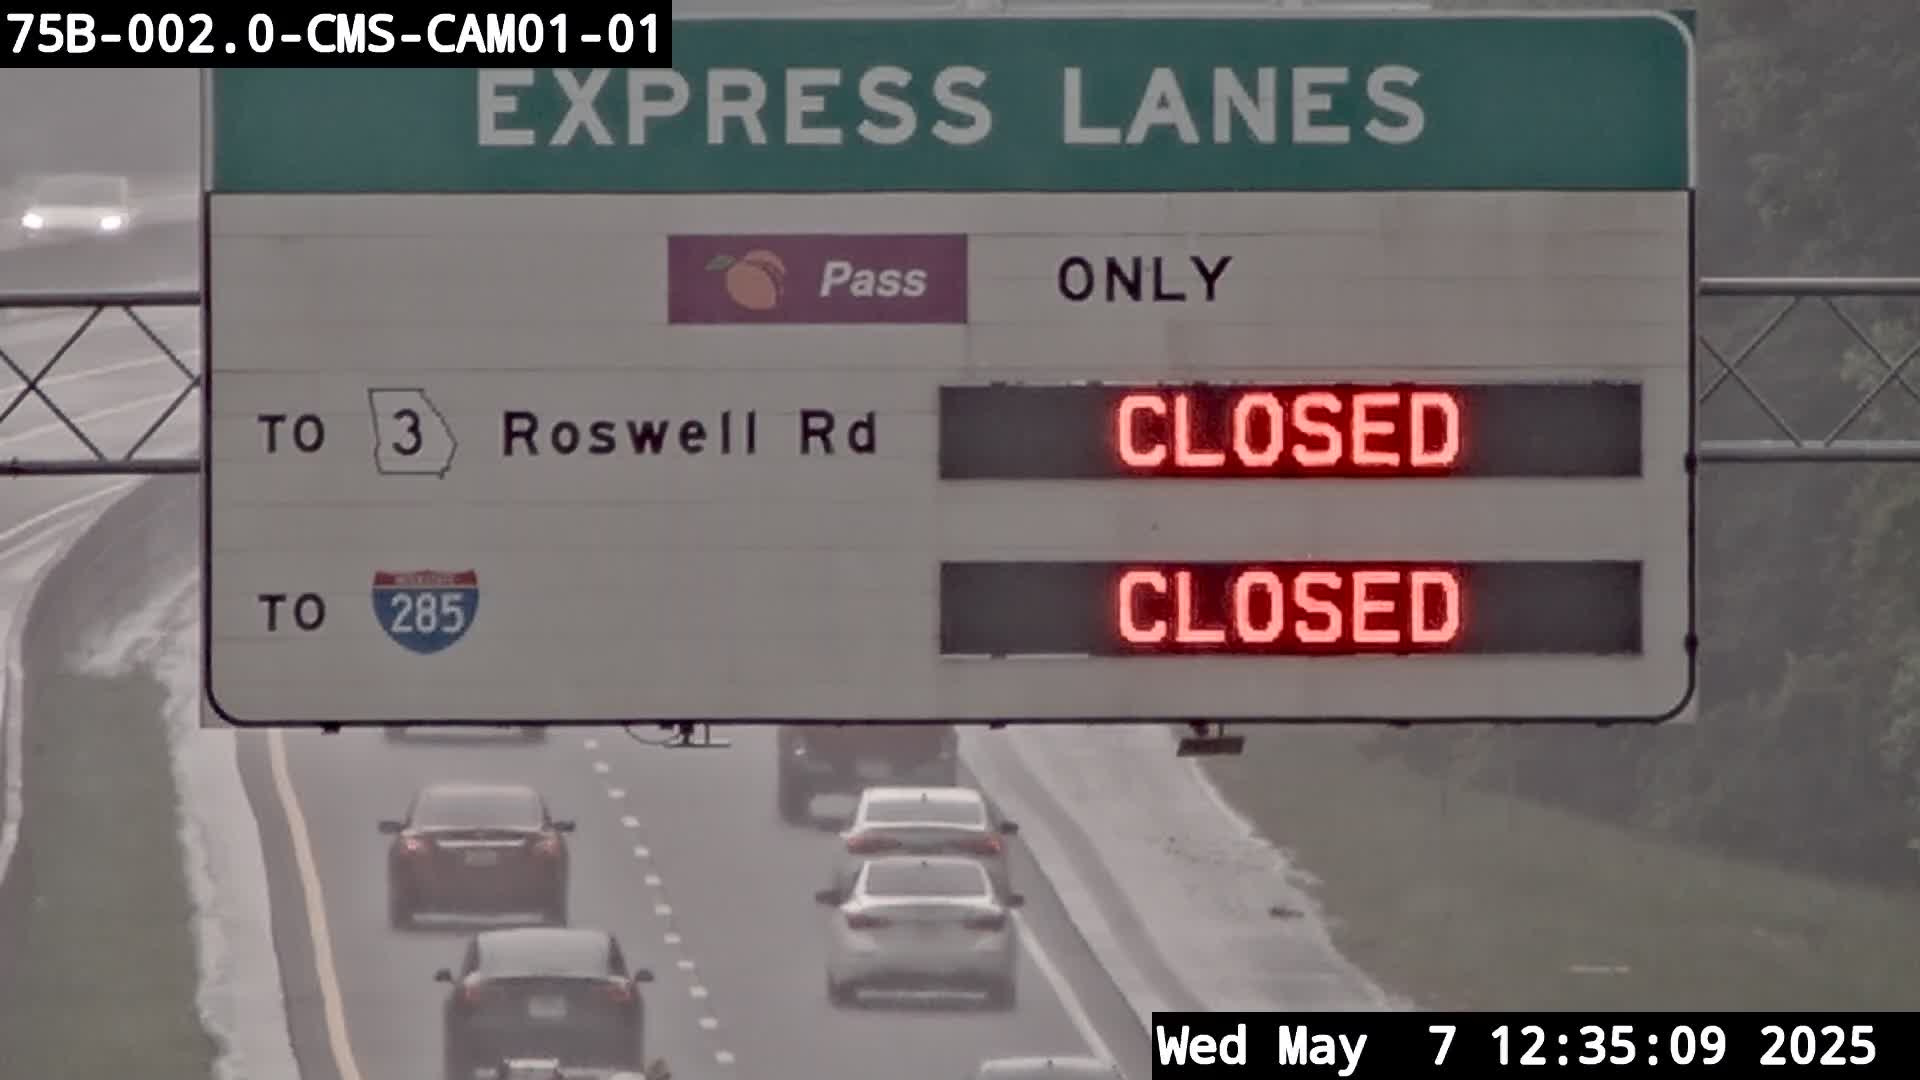 75B-002.0-CMS-CAM01-01
EXPRESS LANES
Pass ONLY
TO 3 Roswell Rd CLOSED
TO 285 CLOSED
Wed May 7 12:35:09 2025